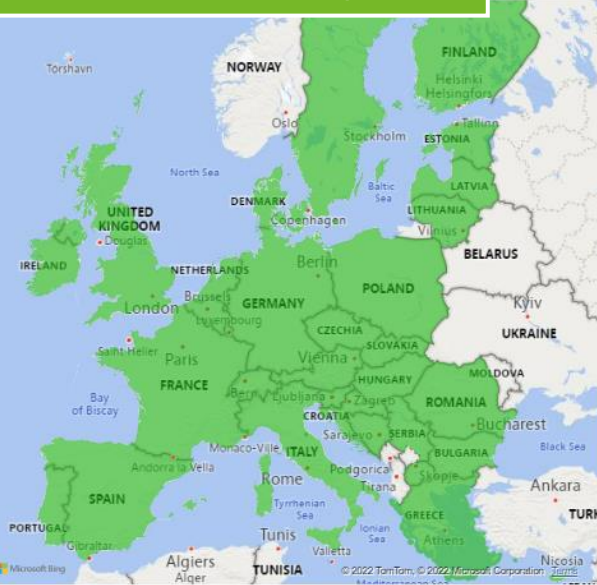 FINLAND
NORWAY
Tórshavn
Helsinki
Helsingfors
Oslo
Tallinn
Stockholm
ESTONIA
North Sea
Baltic
Sea
LATVIA
DENMARK
Copenhagen
LITHUANIA
UNITED
KINGDOM
Vilnius
Douglas
BELARUS
IRELAND
NETHERLANDS
Berlin
POLAND
London
Brussels
GERMANY
Kyiv
Luxembourg
CZECHIA
UKRAINE
SLOVAKIA
Saint Helier
Paris
Vienna
MOLDOVA
HUNGARY
FRANCE
Bern
Ljubljana
Zagreb
ROMANIA
Bay
of Biscay
CROATIA
Bucharest
Sarajevo
SERBIA
Black Sea
Monaco-Ville
ITALY
BULGARIA
Andorra la Vella
Podgorica
Skopje
Rome
Tirana
Ankara
SPAIN
Tyrrhenian
Sea
GREECE
TURK
PORTUGAL
Ionian
Sea
Athens
Gibraltar
Tunis
Valletta
Algiers
Alger
TUNISIA
Nicosia
Microsoft Bing
© 2022 TomTom, © 2022 Microsoft Corporation Terms